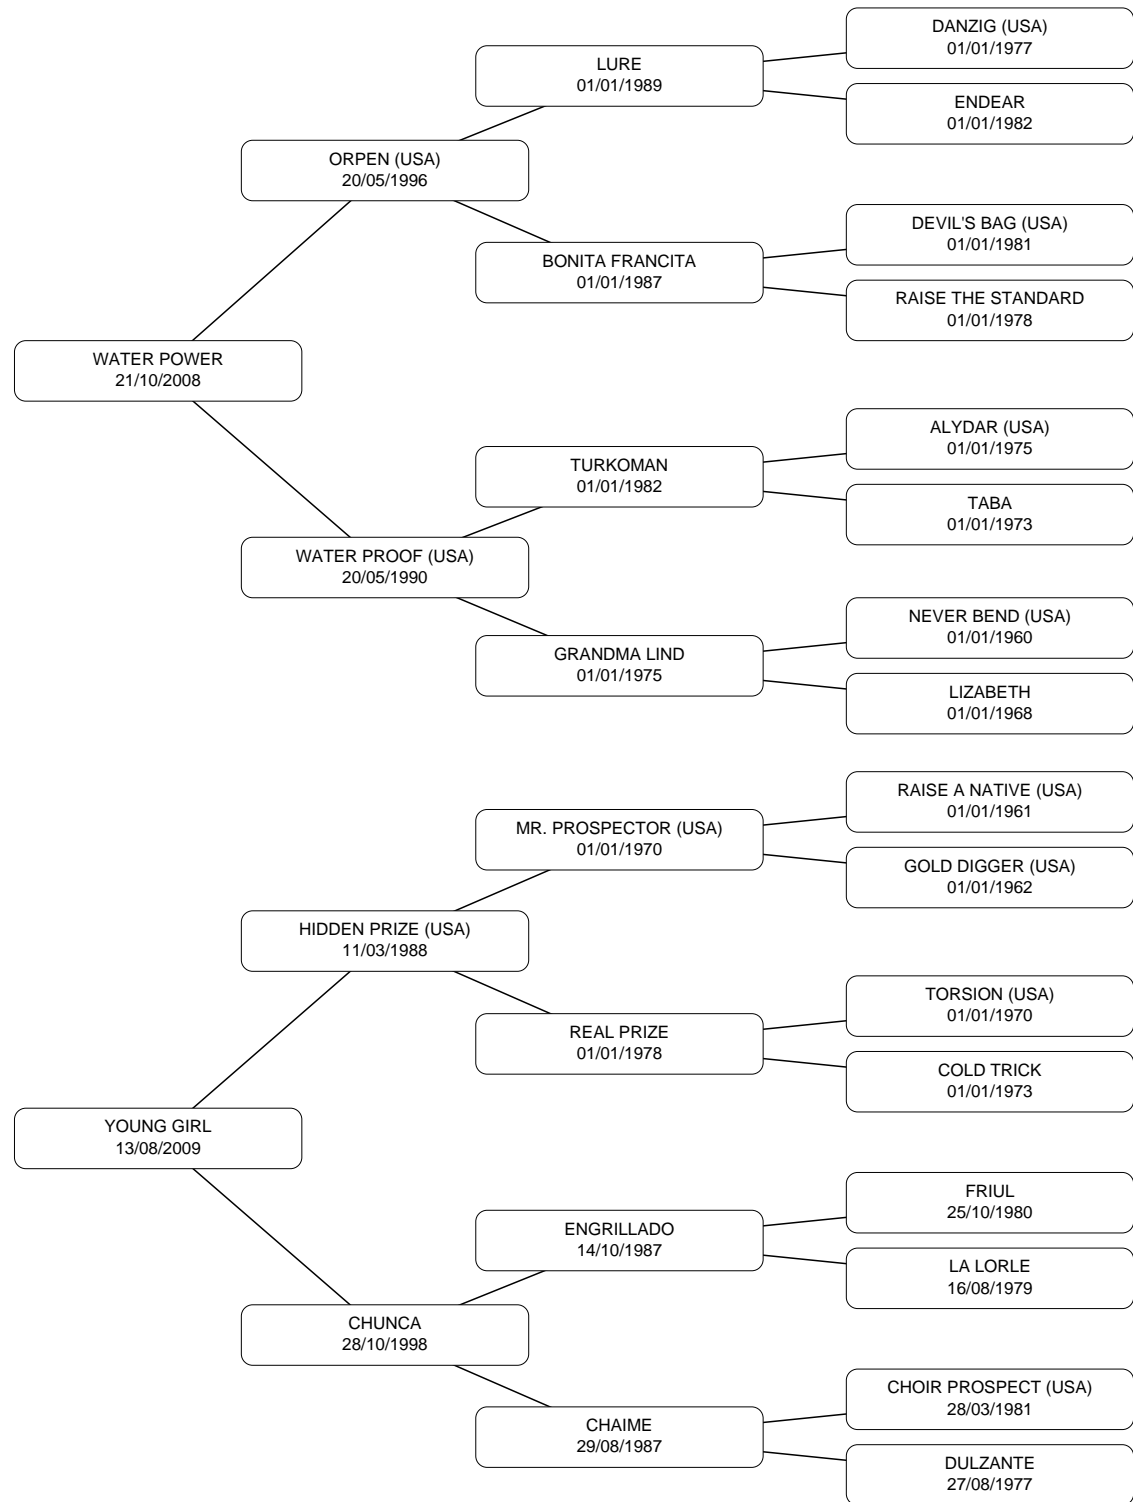 DANZIG (USA)
01/01/1977
LURE
01/01/1989
ENDEAR
01/01/1982
ORPEN (USA)
20/05/1996
DEVIL'S BAG (USA)
01/01/1981
BONITA FRANCITA
01/01/1987
RAISE THE STANDARD
01/01/1978
WATER POWER
21/10/2008
ALYDAR (USA)
01/01/1975
TURKOMAN
01/01/1982
TABA
01/01/1973
WATER PROOF (USA)
20/05/1990
NEVER BEND (USA)
01/01/1960
GRANDMA LIND
01/01/1975
LIZABETH
01/01/1968
RAISE A NATIVE (USA)
01/01/1961
MR. PROSPECTOR (USA)
01/01/1970
GOLD DIGGER (USA)
01/01/1962
HIDDEN PRIZE (USA)
11/03/1988
TORSION (USA)
01/01/1970
REAL PRIZE
01/01/1978
COLD TRICK
01/01/1973
YOUNG GIRL
13/08/2009
FRIUL
25/10/1980
ENGRILLADO
14/10/1987
LA LORLE
16/08/1979
CHUNCA
28/10/1998
CHOIR PROSPECT (USA)
28/03/1981
CHAIME
29/08/1987
DULZANTE
27/08/1977